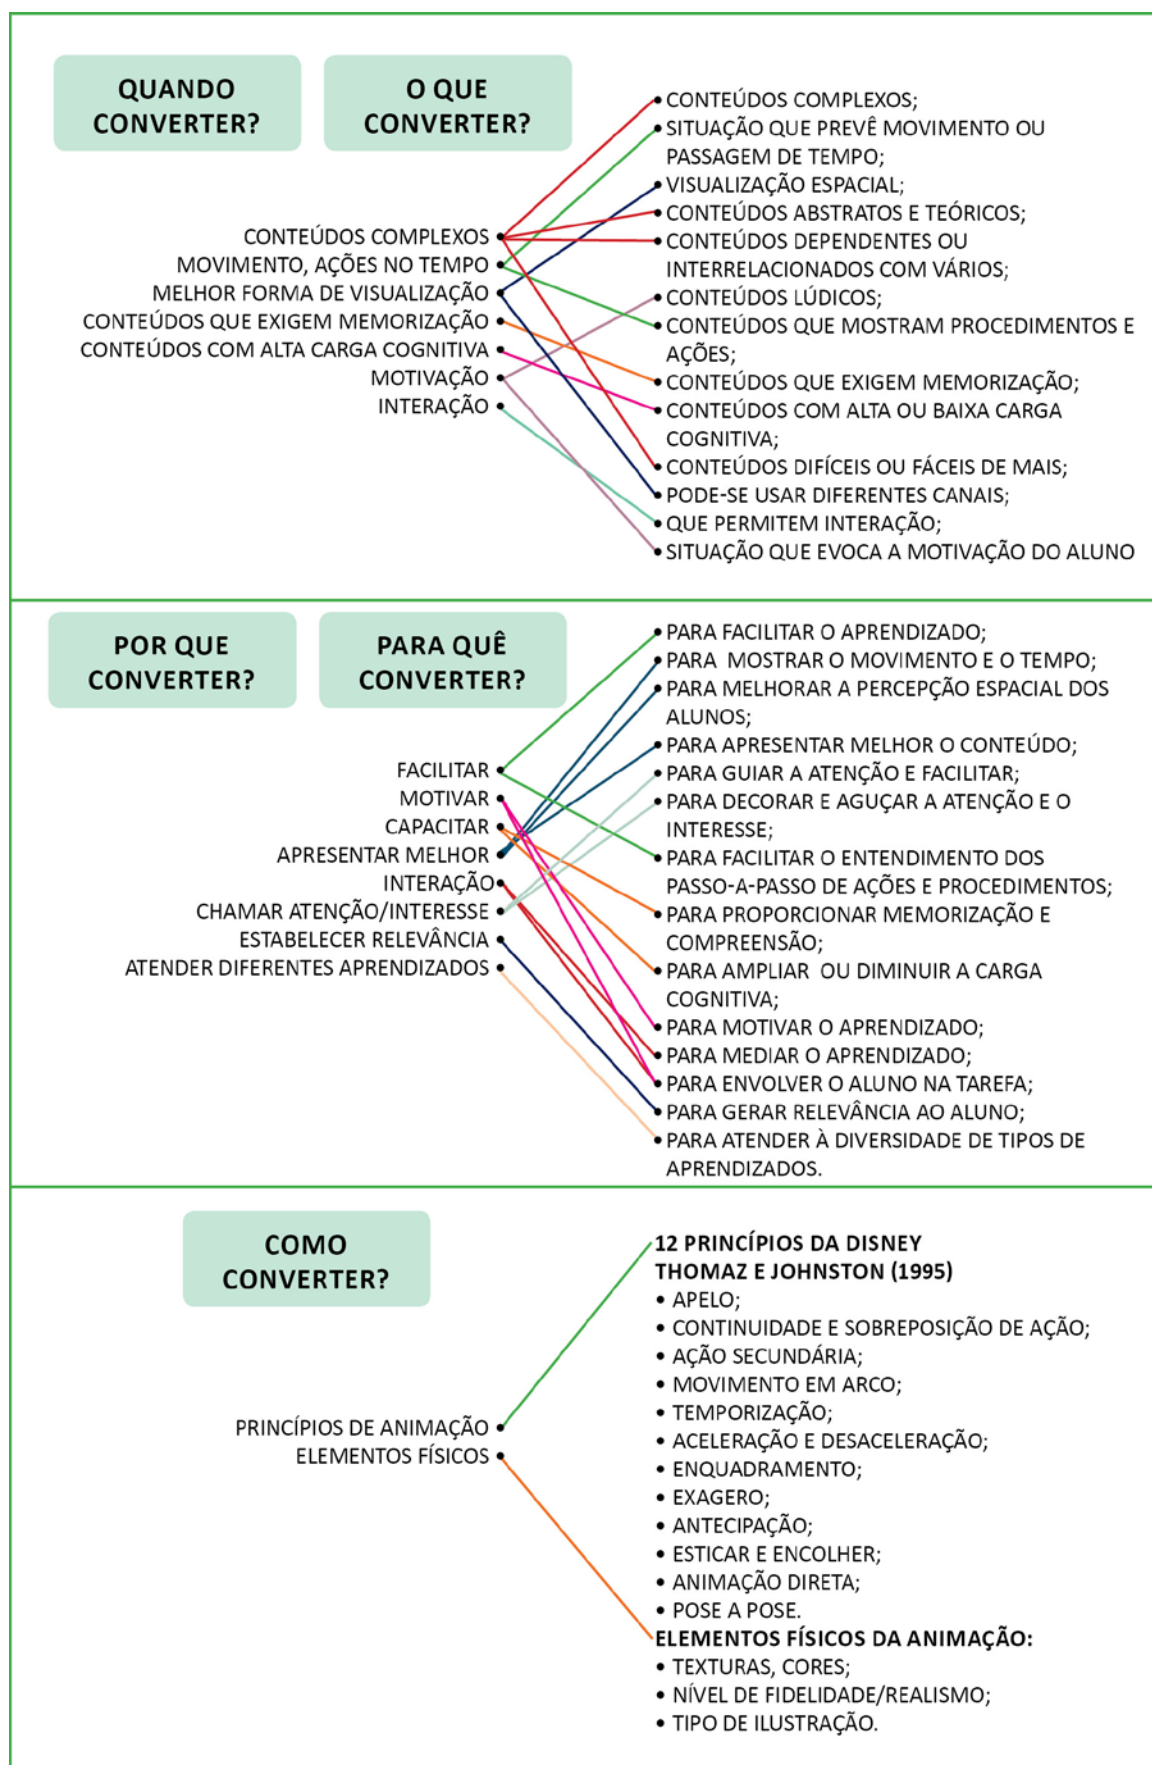 QUANDO
CONVERTER?
O QUE
CONVERTER?
CONTEÚDOS COMPLEXOS
MOVIMENTO, AÇÕES NO TEMPO
MELHOR FORMA DE VISUALIZAÇÃO
CONTEÚDOS QUE EXIGEM MEMORIZAÇÃO
CONTEÚDOS COM ALTA CARGA COGNITIVA
MOTIVAÇÃO
INTERAÇÃO
• CONTEÚDOS COMPLEXOS;
• SITUAÇÃO QUE PREVÊ MOVIMENTO OU
PASSAGEM DE TEMPO;
• VISUALIZAÇÃO ESPACIAL;
• CONTEÚDOS ABSTRATOS E TEÓRICOS;
• CONTEÚDOS DEPENDENTES OU
INTERRELACIONADOS COM VÁRIOS;
• CONTEÚDOS LÚDICOS;
• CONTEÚDOS QUE MOSTRAM PROCEDIMENTOS E
AÇÕES;
• CONTEÚDOS QUE EXIGEM MEMORIZAÇÃO;
• CONTEÚDOS COM ALTA OU BAIXA CARGA
COGNITIVA;
• CONTEÚDOS DIFÍCEIS OU FÁCEIS DE MAIS;
• PODE-SE USAR DIFERENTES CANAIS;
• QUE PERMITEM INTERAÇÃO;
• SITUAÇÃO QUE EVOCA A MOTIVAÇÃO DO ALUNO
POR QUE
CONVERTER?
PARA QUÊ
CONVERTER?
FACILITAR
MOTIVAR
CAPACITAR
APRESENTAR MELHOR
INTERAÇÃO
CHAMAR ATENÇÃO/INTERESSE
ESTABELECER RELEVÂNCIA
ATENDER DIFERENTES APRENDIZADOS
• PARA FACILITAR O APRENDIZADO;
• PARA MOSTRAR O MOVIMENTO E O TEMPO;
• PARA MELHORAR A PERCEPÇÃO ESPACIAL DOS
ALUNOS;
• PARA APRESENTAR MELHOR O CONTEÚDO;
• PARA GUIAR A ATENÇÃO E FACILITAR;
• PARA DECORAR E AGUÇAR A ATENÇÃO E O
INTERESSE;
• PARA FACILITAR O ENTENDIMENTO DOS
PASSO-A-PASSO DE AÇÕES E PROCEDIMENTOS;
• PARA PROPORCIONAR MEMORIZAÇÃO E
COMPREENSÃO;
• PARA AMPLIAR OU DIMINUIR A CARGA
COGNITIVA;
• PARA MOTIVAR O APRENDIZADO;
• PARA MEDIAR O APRENDIZADO;
• PARA ENVOLVER O ALUNO NA TAREFA;
• PARA GERAR RELEVÂNCIA AO ALUNO;
• PARA ATENDER À DIVERSIDADE DE TIPOS DE
APRENDIZADOS.
COMO
CONVERTER?
PRINCÍPIOS DE ANIMAÇÃO
ELEMENTOS FÍSICOS
12 PRINCÍPIOS DA DISNEY
THOMAZ E JOHNSTON (1995)
• APELO;
• CONTINUIDADE E SOBREPOSIÇÃO DE AÇÃO;
• AÇÃO SECUNDÁRIA;
• MOVIMENTO EM ARCO;
• TEMPORIZAÇÃO;
• ACELERAÇÃO E DESACELERAÇÃO;
• ENQUADRAMENTO;
• EXAGERO;
• ANTECIPAÇÃO;
• ESTICAR E ENCOLHER;
• ANIMAÇÃO DIRETA;
• POSE A POSE.
ELEMENTOS FÍSICOS DA ANIMAÇÃO:
• TEXTURAS, CORES;
• NÍVEL DE FIDELIDADE/REALISMO;
• TIPO DE ILUSTRAÇÃO.